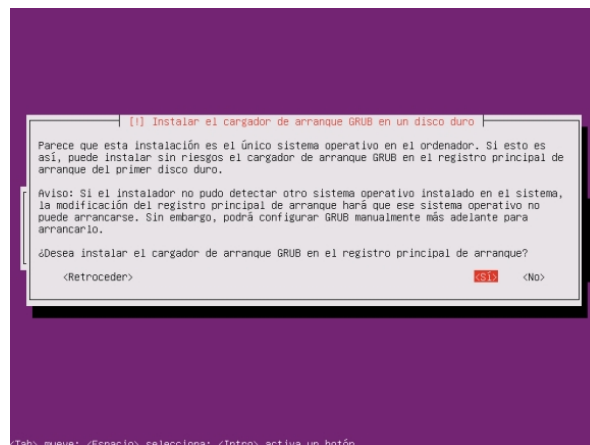 [!] Instalar el cargador de arranque GRUB en un disco duro
Parece que esta instalación es el único sistema operativo en el ordenador. Si esto es
así, puede instalar sin riesgos el cargador de arranque GRUB en el registro principal de
arranque del primer disco duro.
Aviso: Si el instalador no pudo detectar otro sistema operativo instalado en el sistema,
la modificación del registro principal de arranque hará que ese sistema operativo no
puede arrancarse. Sin embargo, podrá configurar GRUB manualmente más adelante para
arrancarlo.
¿Desea instalar el cargador de arranque GRUB en el registro principal de arranque?
<Retroceder> <Sí> <No>
<Tab> mueve; <Espacio> selecciona; <Intro> activa un botón